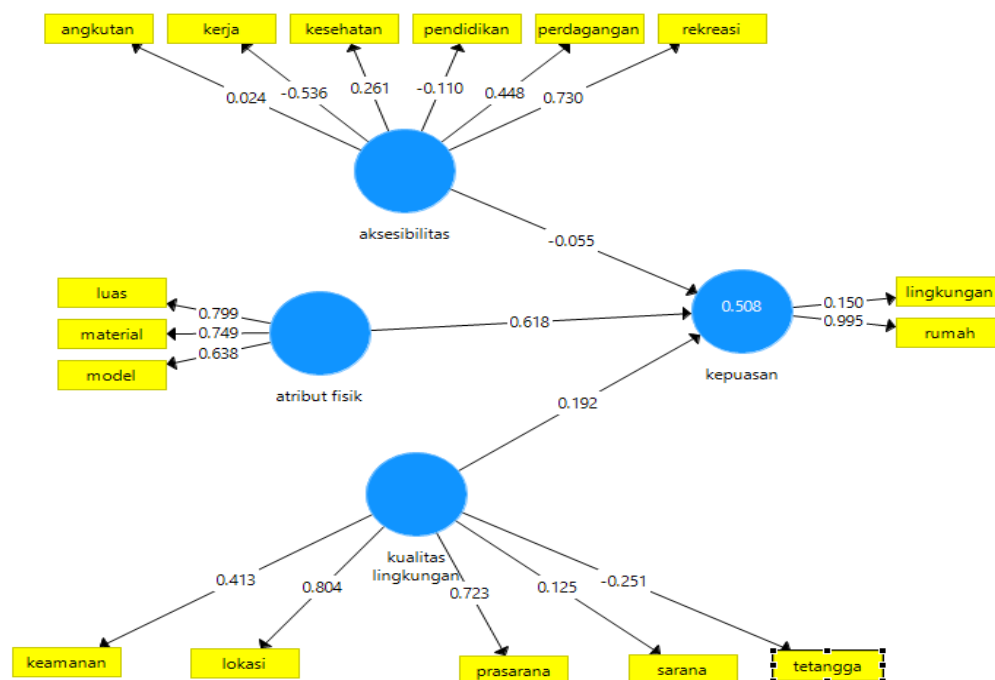 angkutan
kerja
kesehatan
pendidikan
perdagangan
rekreasi
0.024
-0.536
0.261
-0.110
0.448
0.730
aksesibilitas
-0.055
luas
material
model
0.799
0.749
0.638
atribut fisik
0.618
0.508
kepuasan
0.150
0.995
lingkungan
rumah
0.192
kualitas
lingkungan
0.413
0.804
0.723
0.125
-0.251
keamanan
lokasi
prasarana
sarana
tetangga